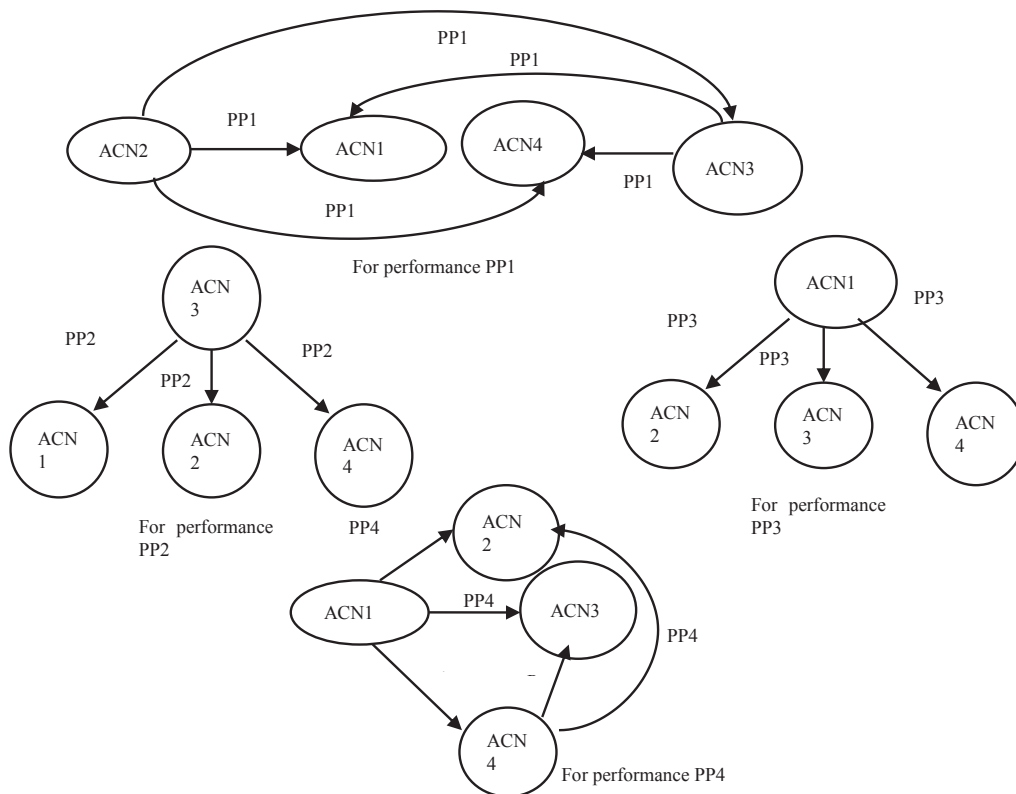 PP1
PP1
PP1
ACN2
ACN1
ACN4
ACN3
PP1
PP1
For performance PP1
ACN
3
PP2
PP2
PP2
ACN
1
ACN
2
ACN
4
For performance
PP2
ACN1
PP3
PP3
PP3
ACN
2
ACN
3
ACN
4
For performance
PP3
PP4
ACN
2
ACN1
PP4
ACN3
PP4
ACN
4
For performance PP4